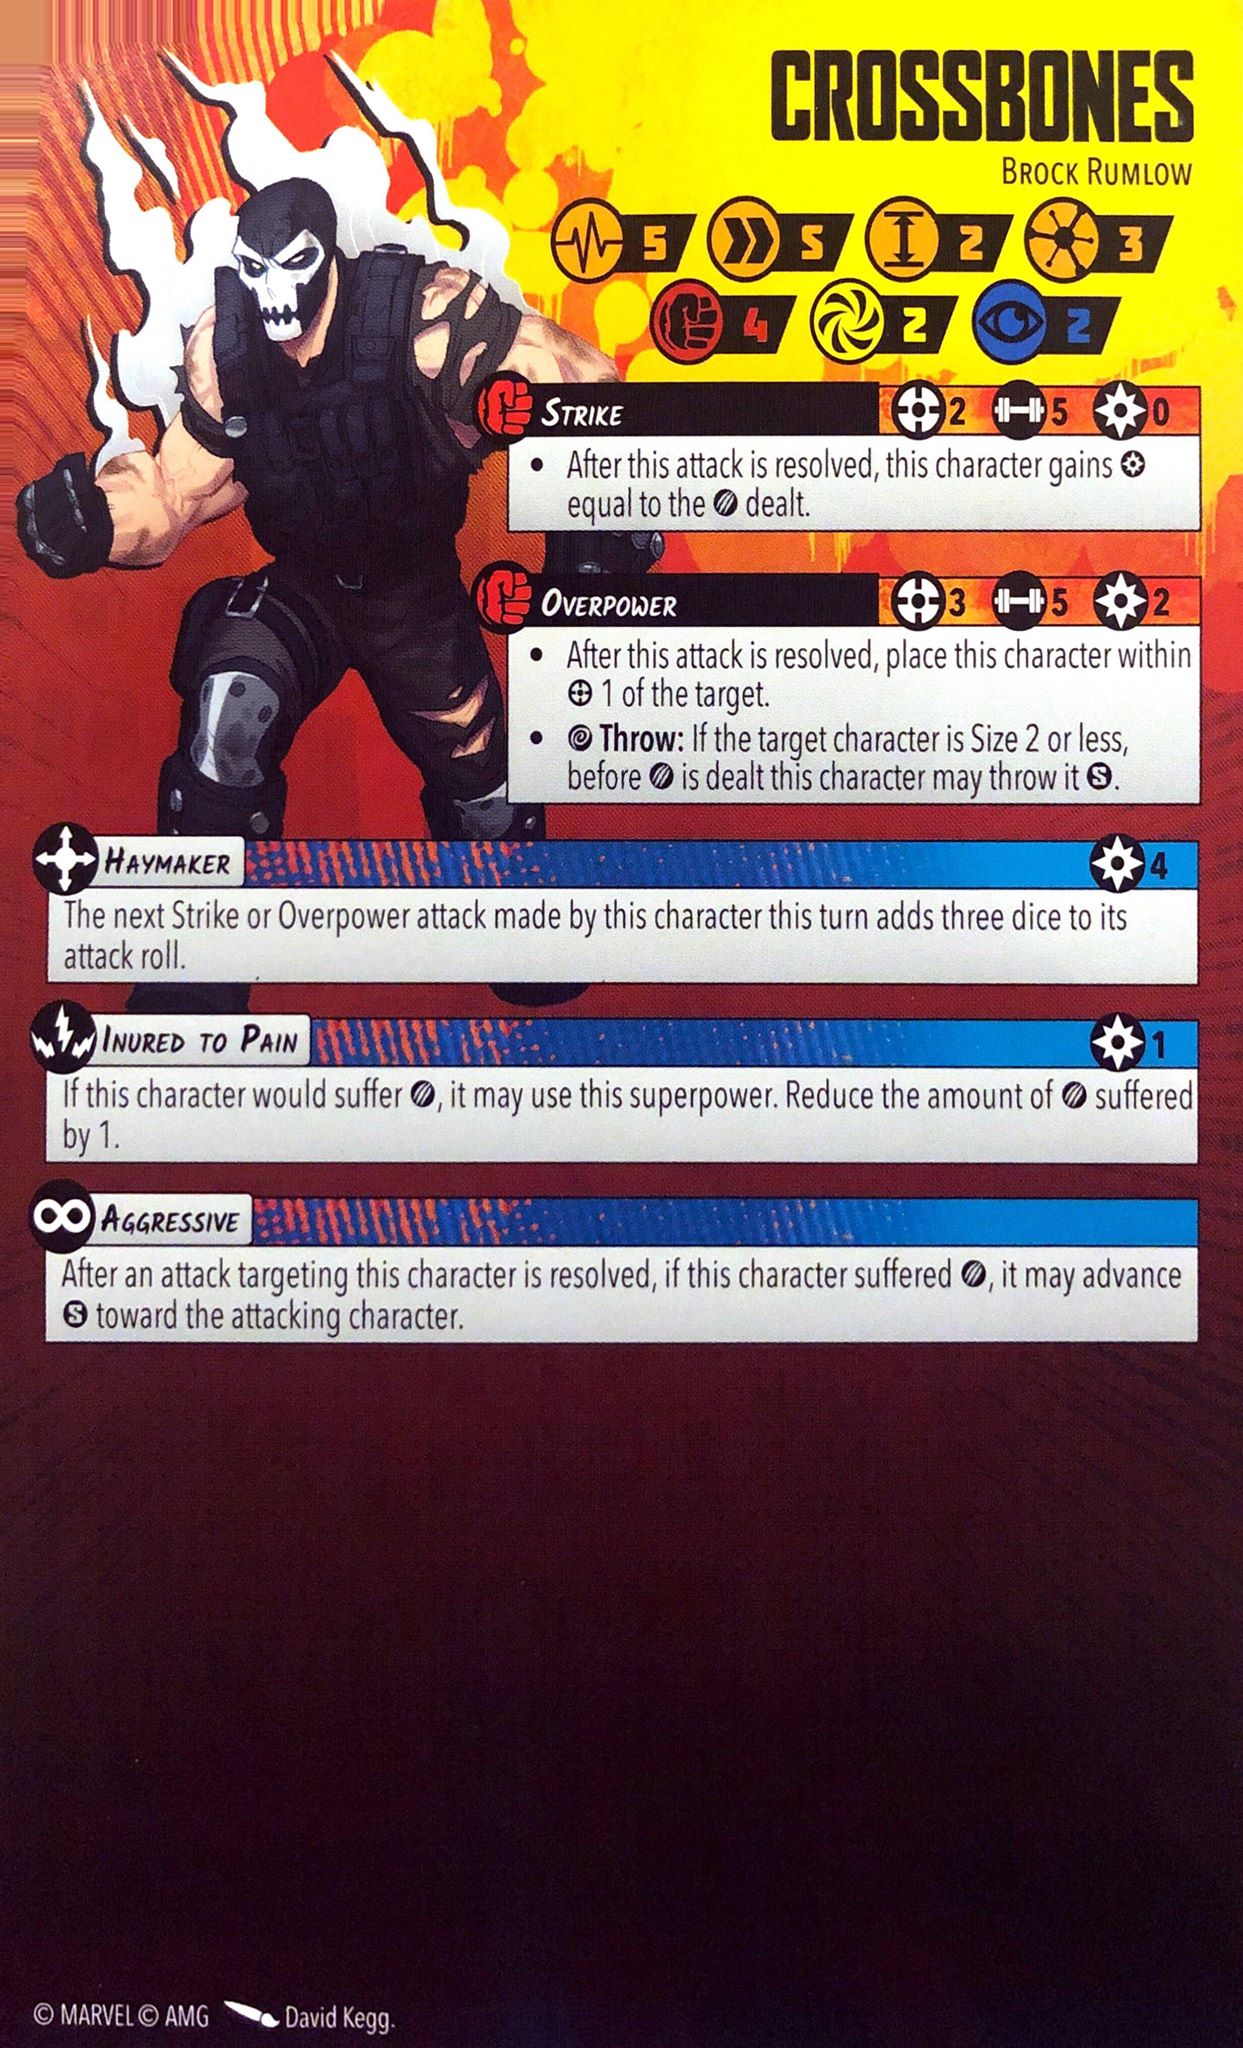 CROSSBONES
BROCK RUMLOW
5 S 2 3
4 2 2
STRIKE 2 5 0
• After this attack is resolved, this character gains
equal to the dealt.
OVERPOWER 3 5 2
• After this attack is resolved, place this character within
1 of the target.
• Throw: If the target character is Size 2 or less,
before is dealt this character may throw it S.
HAYMAKER 4
The next Strike or Overpower attack made by this character this turn adds three dice to its
attack roll.
INURED TO PAIN 1
If this character would suffer , it may use this superpower. Reduce the amount of suffered
by 1.
AGGRESSIVE
After an attack targeting this character is resolved, if this character suffered , it may advance
S toward the attacking character.
© MARVEL © AMG David Kegg.